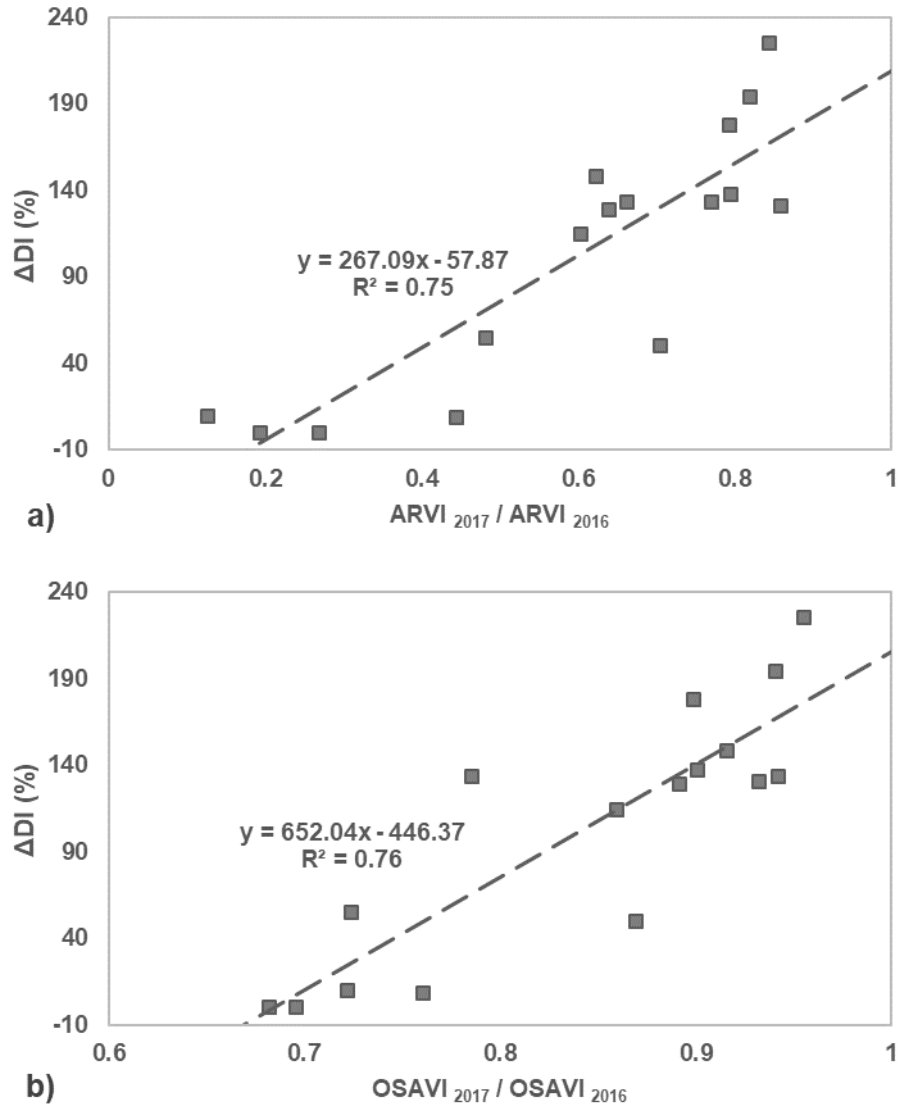 240
190
140
90
40
-10
ΔDI (%)
y = 267.09x - 57.87
R² = 0.75
0 0.2 0.4 0.6 0.8 1
a)
ARVI 2017 / ARVI 2016
240
190
140
90
40
-10
ΔDI (%)
y = 652.04x - 446.37
R² = 0.76
0.6 0.7 0.8 0.9 1
b)
OSAVI 2017 / OSAVI 2016